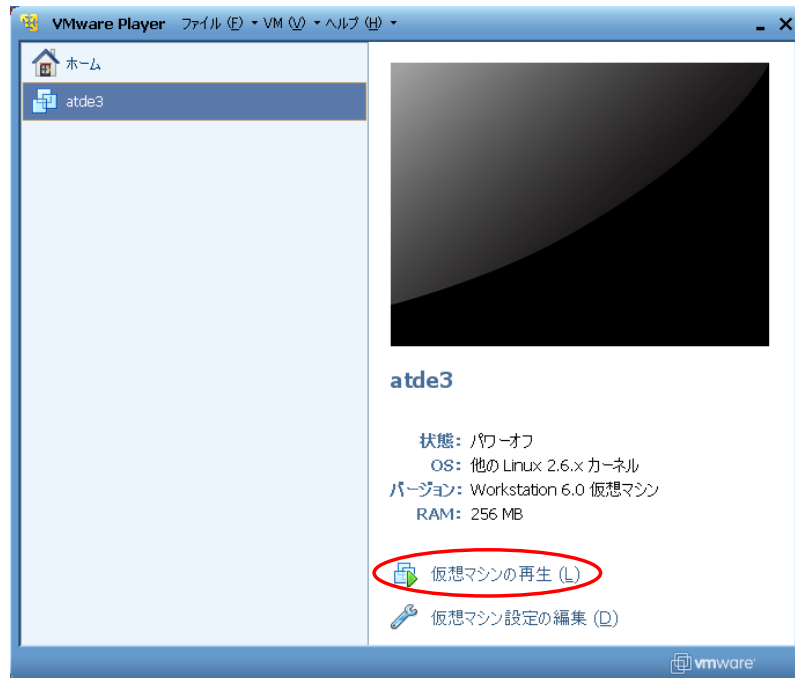 VMware Player ファイル (F) VM (V) ヘルプ (H)
ホーム
atde3
atde3
状態: パワーオフ
OS: 他の Linux 2.6.x カーネル
バージョン: Workstation 6.0 仮想マシン
RAM: 256 MB
仮想マシンの再生 (L)
仮想マシン設定の編集 (D)
vmware